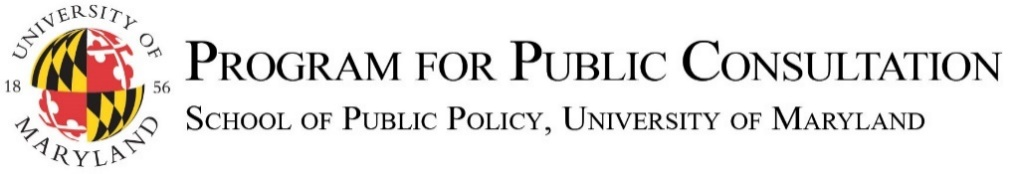 UNIVERSITY OF
18 56
MARYLAND
PROGRAM FOR PUBLIC CONSULTATION
SCHOOL OF PUBLIC POLICY, UNIVERSITY OF MARYLAND